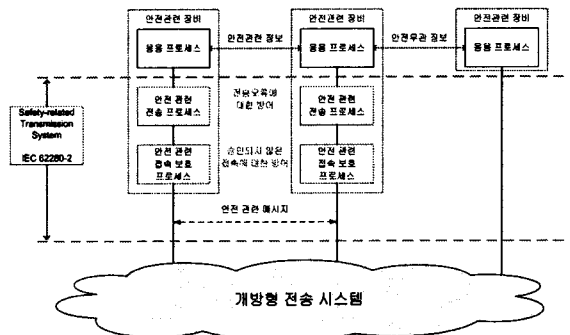 안전관련 장비
안전관련 장비
안전관련 장비
응용 프로세스
안전관련 정보
응용 프로세스
안전무관 정보
응용 프로세스
Safety-related
Transmission
System
IEC 62280-2
안전 관련
전송 프로세스
전송오류에
대한 방어
안전 관련
전송 프로세스
안전 관련
접속 보호
프로세스
승인되지 않은
접속에 대한 방어
안전 관련
접속 보호
프로세스
안전 관련 메시지
개방형 전송 시스템